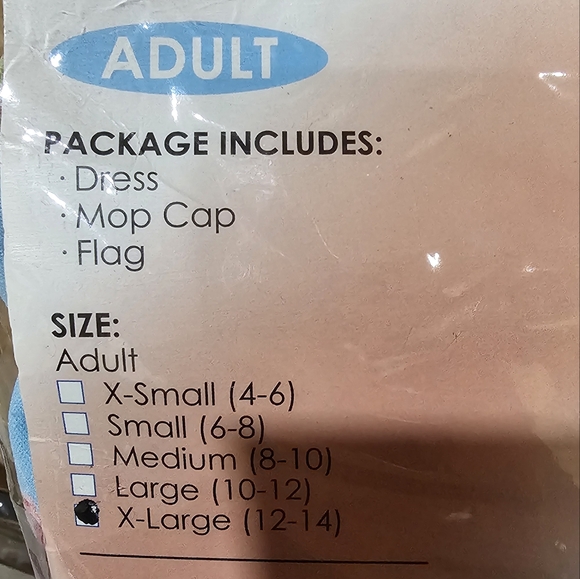 ADULT
PACKAGE INCLUDES:
· Dress
· Mop Cap
· Flag
SIZE:
Adult
X-Small (4-6)
Small (6-8)
Medium (8-10)
Large (10-12)
X-Large (12-14)